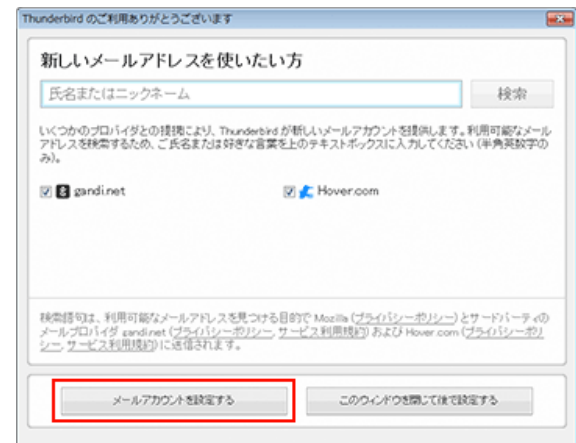 Thunderbird のご利用ありがとうございます
新しいメールアドレスを使いたい方
氏名またはニックネーム
検索
いくつかのプロバイダとの提携により、Thunderbird が新しいメールアカウントを提供します。利用可能なメール
アドレスを検索するため、ご氏名または好きな言葉を上のテキストボックスに入力してください (半角英数字の
み)。
gandi.net
Hover.com
検索語句は、利用可能なメールアドレスを見つける目的で Mozilla (プライバシーポリシー) とサードパーティの
メールプロバイダ gandi.net (プライバシーポリシー, サービス利用規約) および Hover.com (プライバシーポリ
シー, サービス利用規約) に送信されます。
メールアカウントを設定する
このウィンドウを閉じて後で設定する